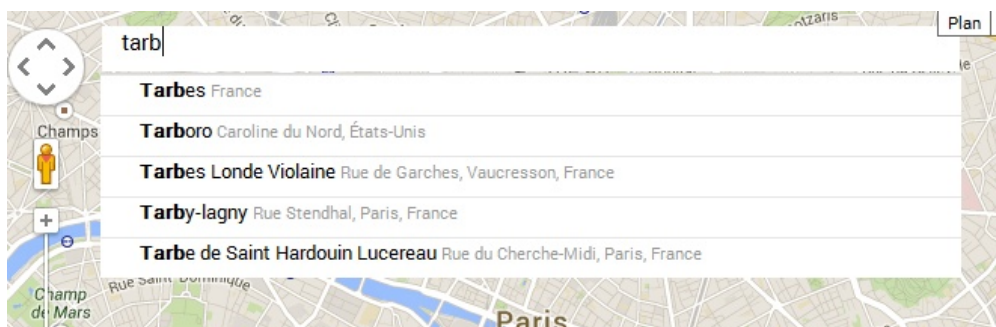 Plan
tarb
Tarbes France
Tarboro Caroline du Nord, États-Unis
Champs
Tarbes Londe Violaine Rue de Garches, Vaucresson, France
Tarby-lagny Rue Stendhal, Paris, France
Tarbe de Saint Hardouin Lucereau Rue du Cherche-Midi, Paris, France
Rue Saint-Dominique
Champ
de Mars
Paris